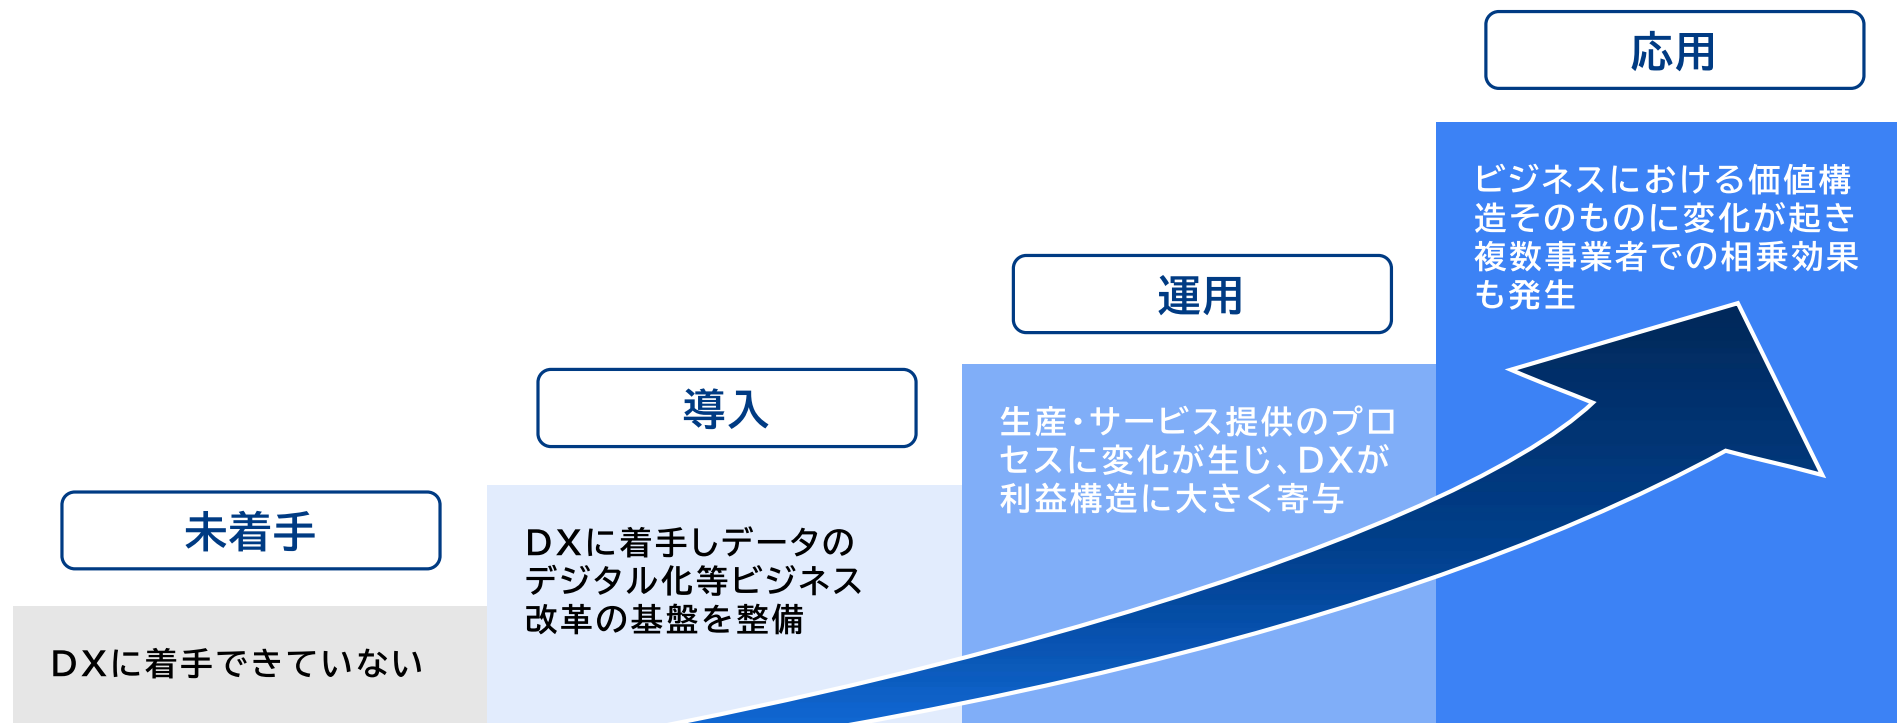 未着手
DXに着手できていない
導入
DXに着手しデータの
デジタル化等ビジネス
改革の基盤を整備
運用
生産・サービス提供のプロ
セスに変化が生じ、DXが
利益構造に大きく寄与
応用
ビジネスにおける価値構
造そのものに変化が起き
複数事業者での相乗効果
も発生